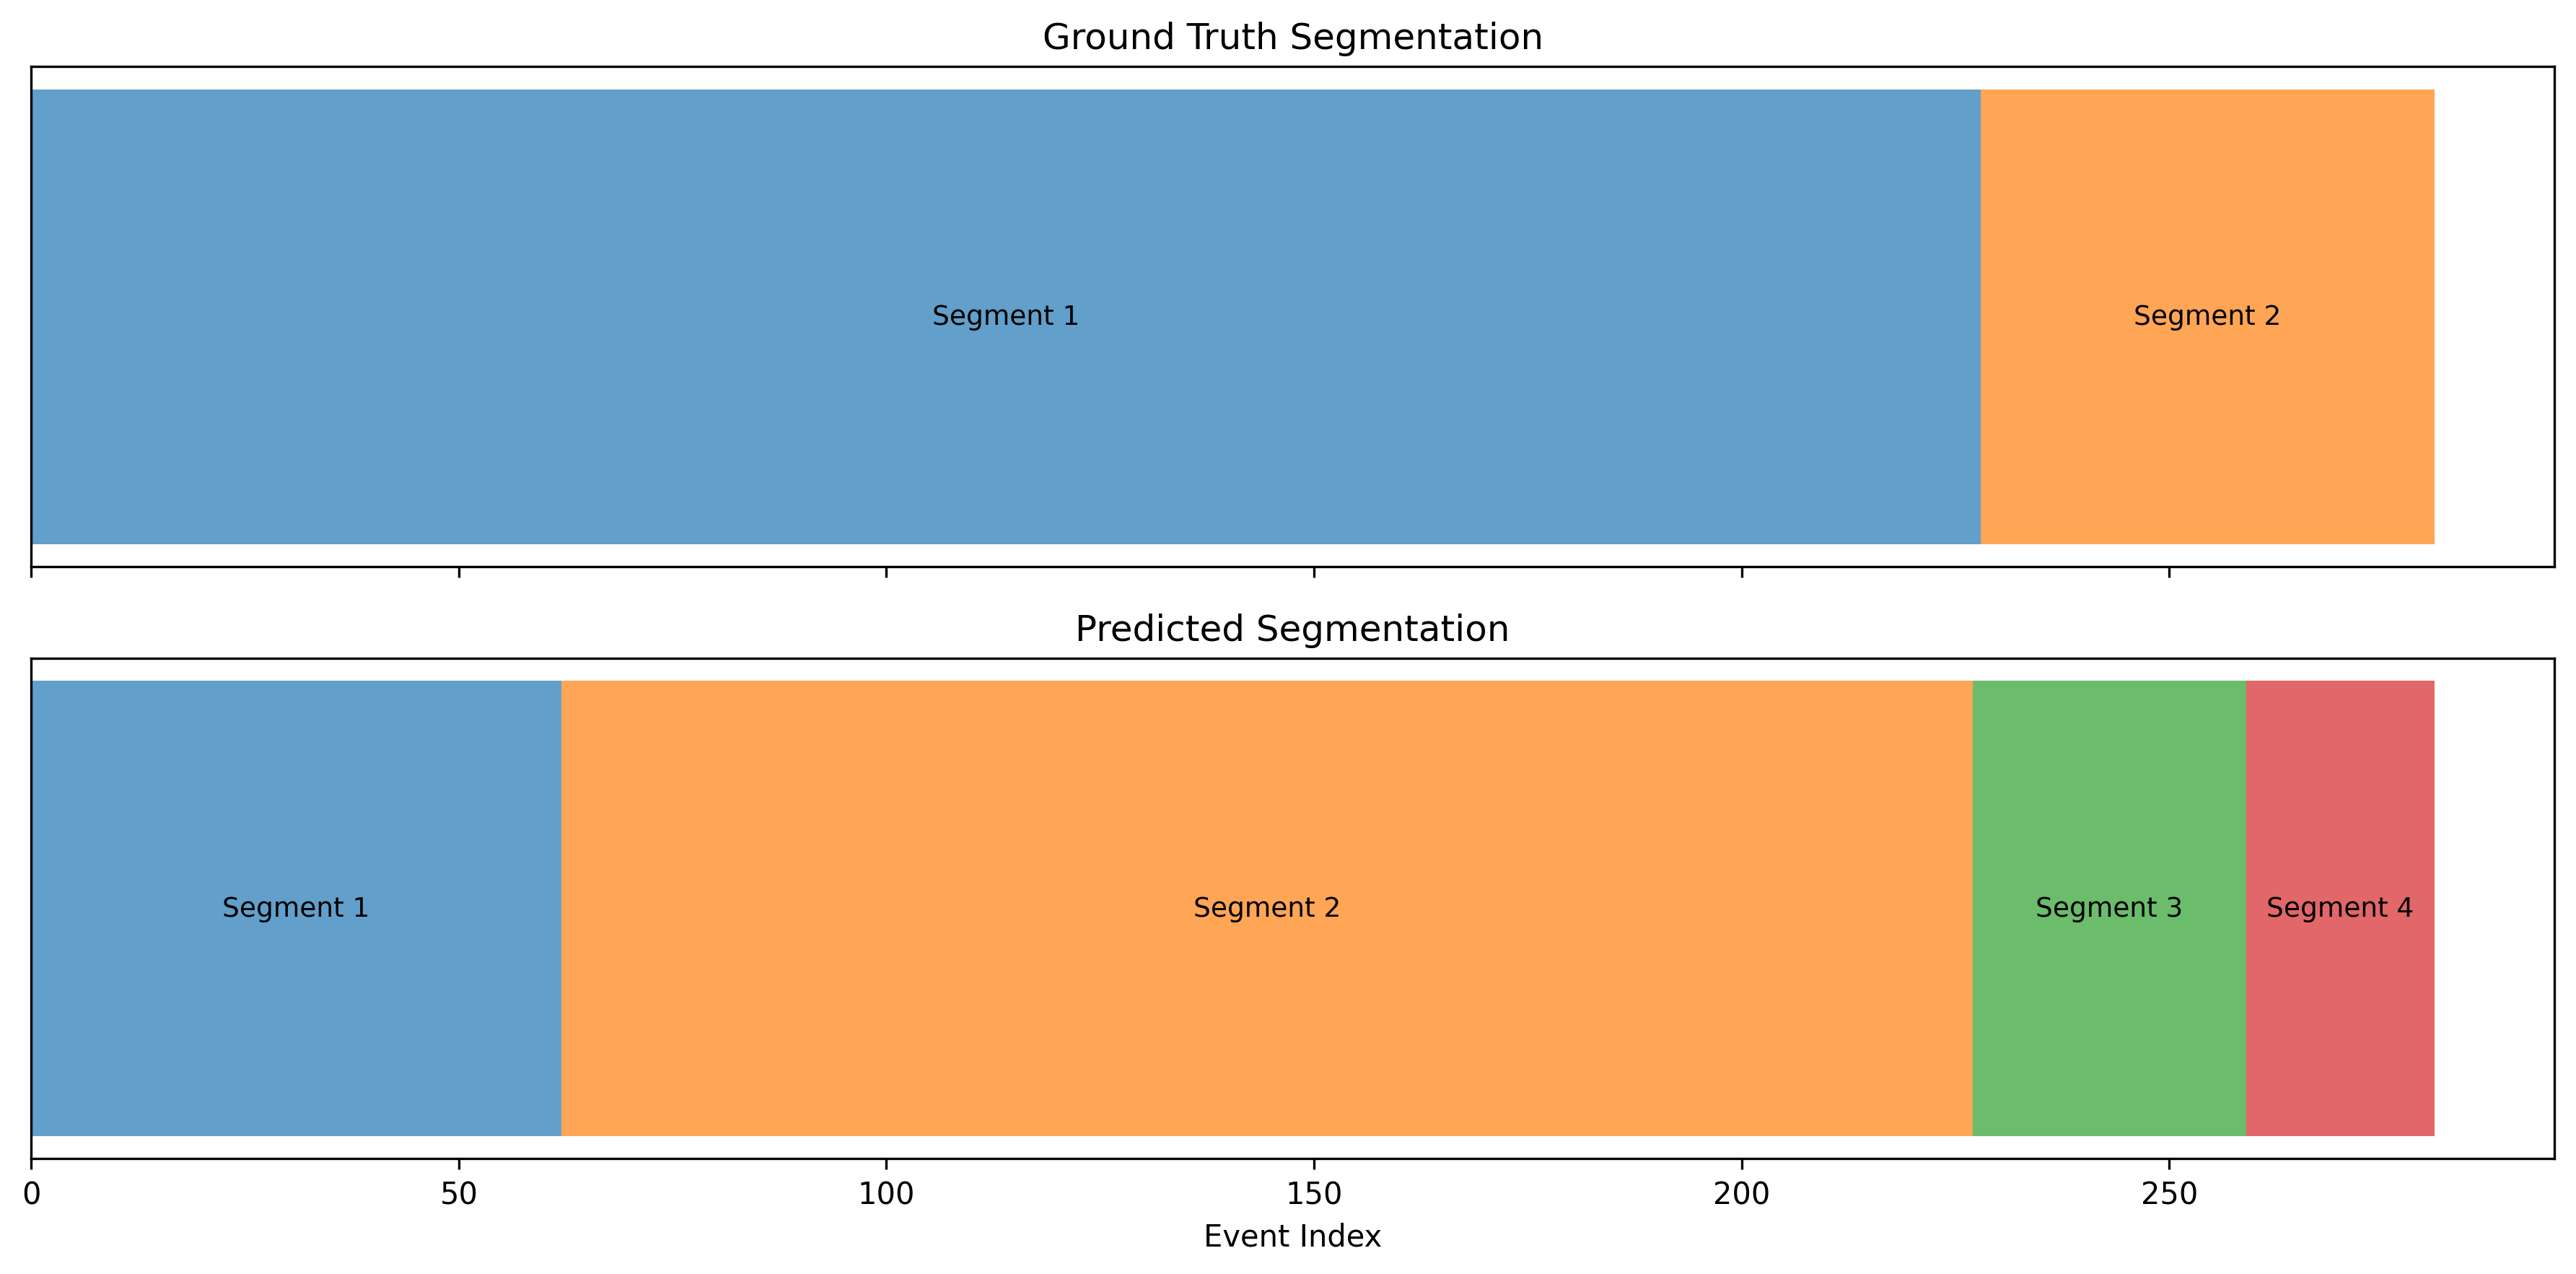 Ground Truth Segmentation
Segment 1
Segment 2
Predicted Segmentation
Segment 1
Segment 2
Segment 3
Segment 4
0
50
100
150
200
250
Event Index